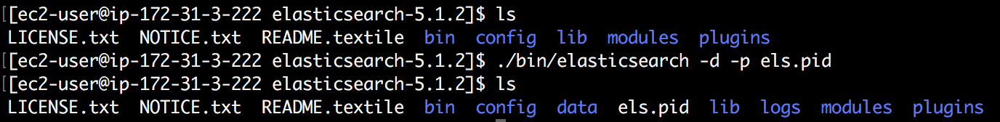 [ec2-user@ip-172-31-3-222 elasticsearch-5.1.2]$ ls
LICENSE.txt NOTICE.txt README.textile bin config lib modules plugins
[ec2-user@ip-172-31-3-222 elasticsearch-5.1.2]$ ./bin/elasticsearch -d -p els.pid
[ec2-user@ip-172-31-3-222 elasticsearch-5.1.2]$ ls
LICENSE.txt NOTICE.txt README.textile bin config data els.pid lib logs modules plugins